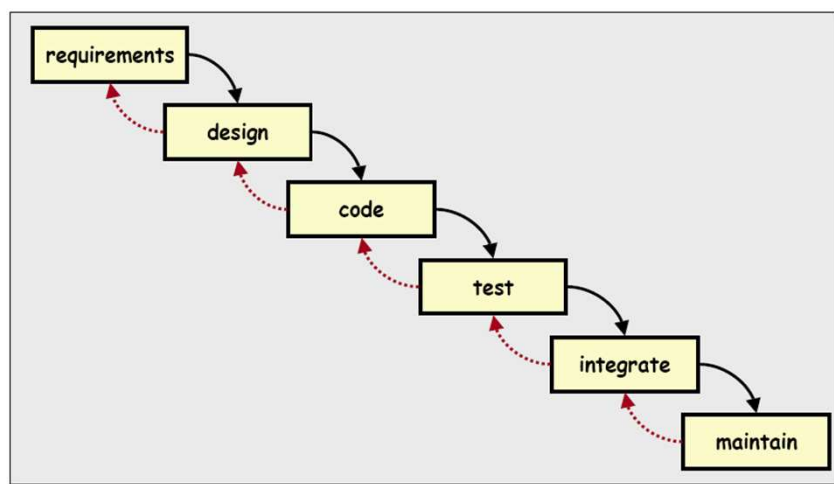 requirements
design
code
test
integrate
maintain